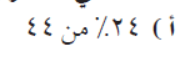 أ ) ٢٤٪ من ٤٤